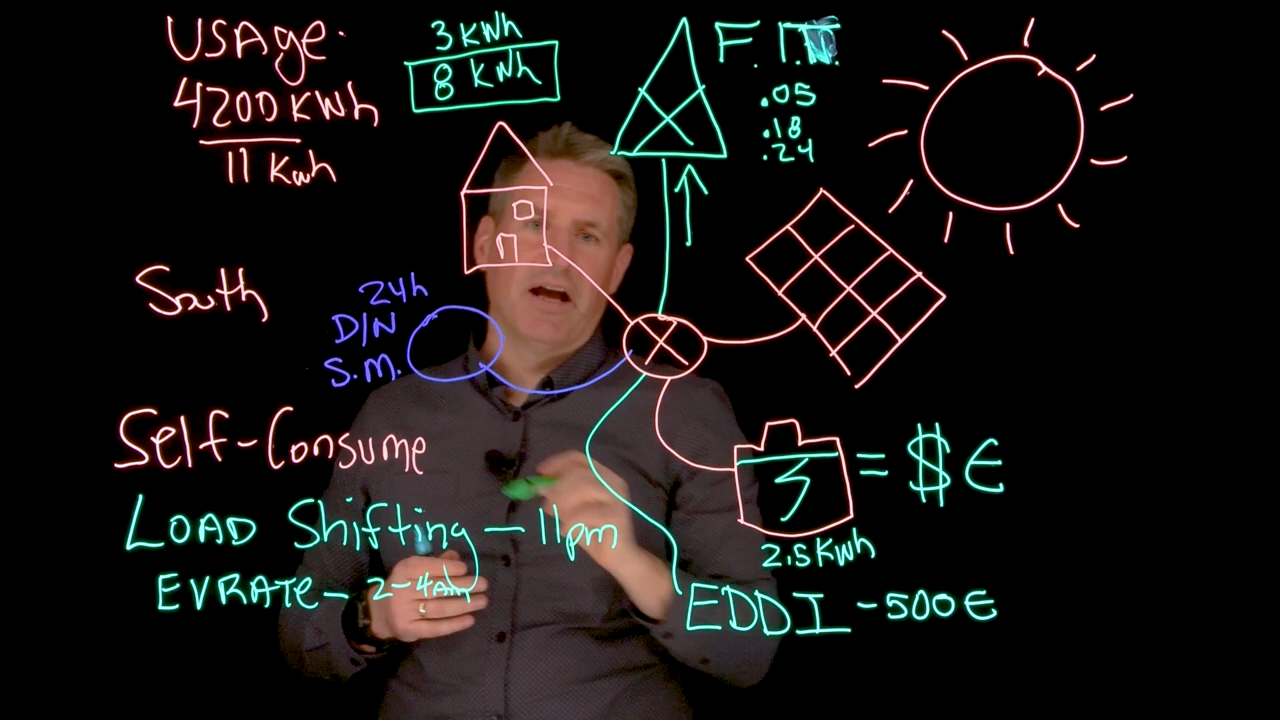 USAge.
4200 KWh
11 Kwh
3 KWh
8 KWh
F.I.
.05
.18
.24
South
24h
D/N
S.M.
Self-Consume
= $ €
LOAD Shifting - 11pm
2.5 KWh
EVRATE - 2-4am
EDDI - 500€